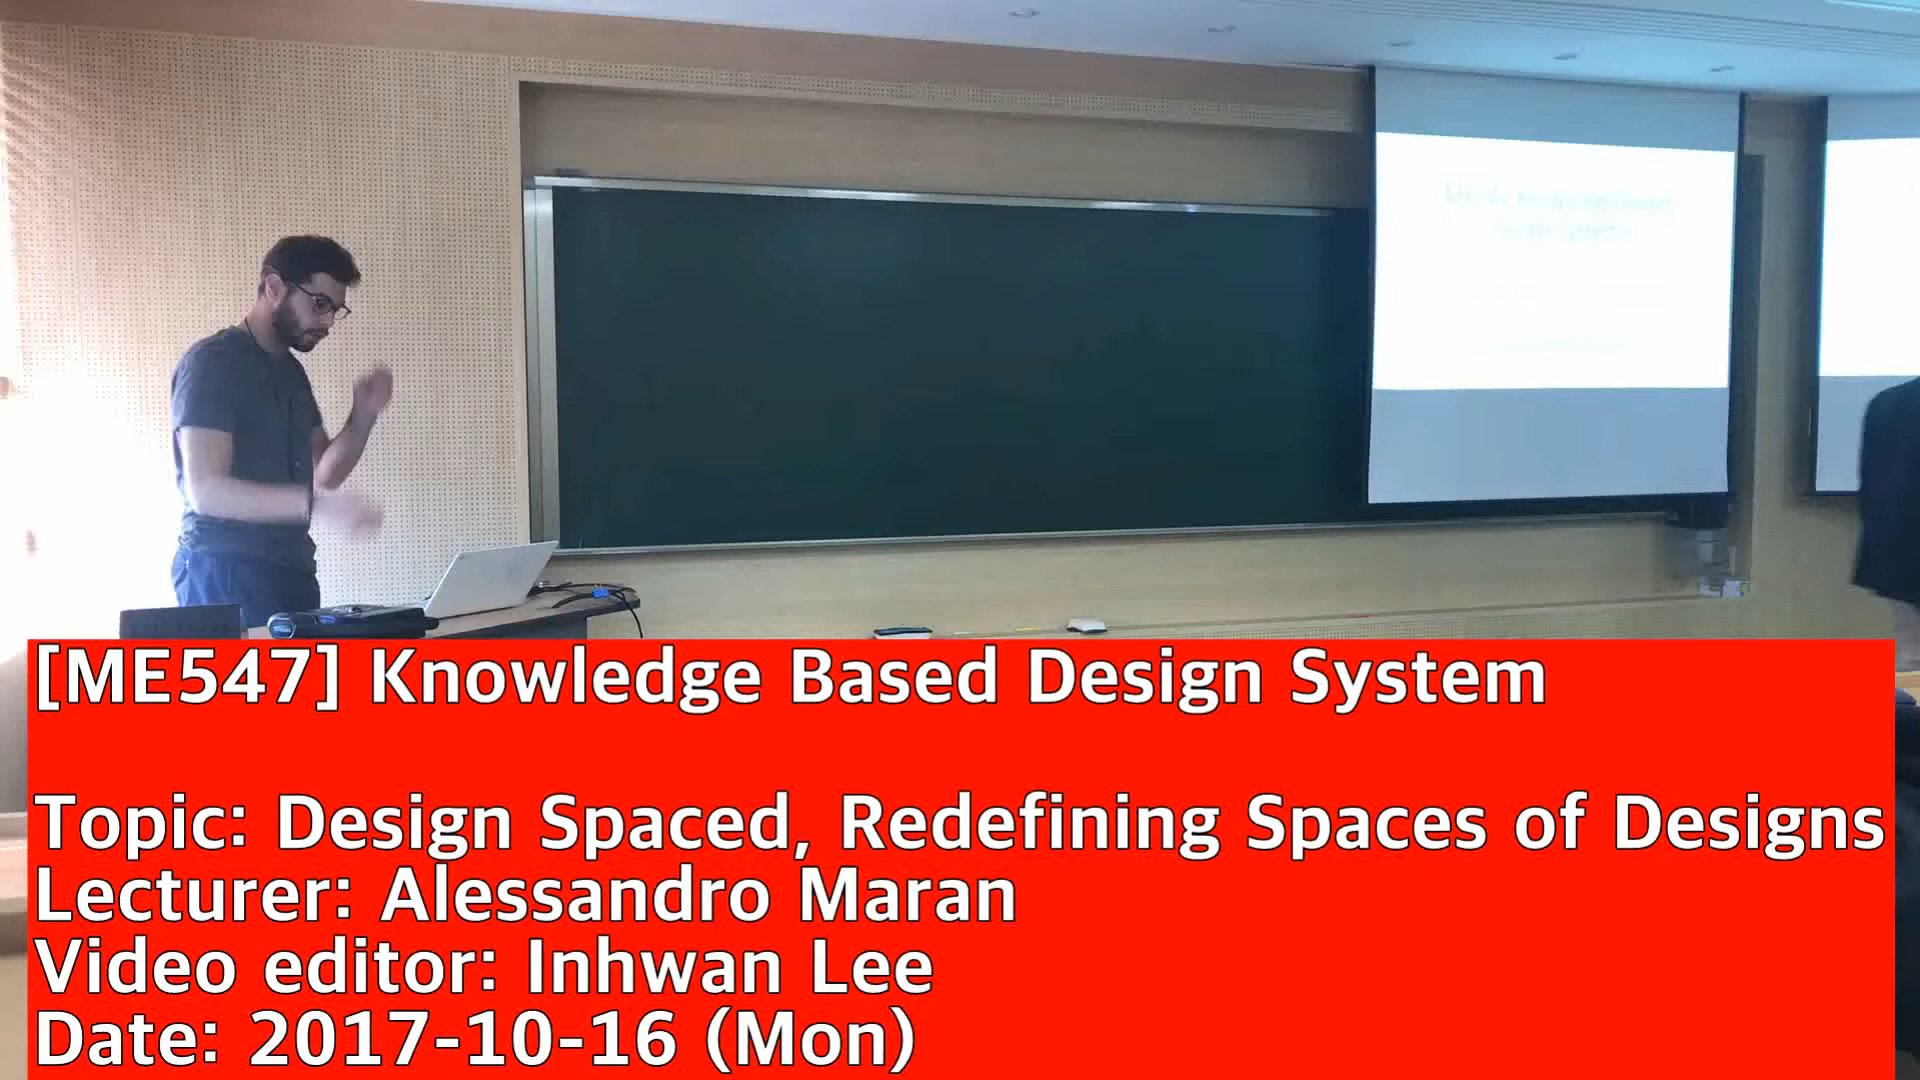 [ME547] Knowledge Based Design System
Topic: Design Spaced, Redefining Spaces of Designs
Lecturer: Alessandro Maran
Video editor: Inhwan Lee
Date: 2017-10-16 (Mon)